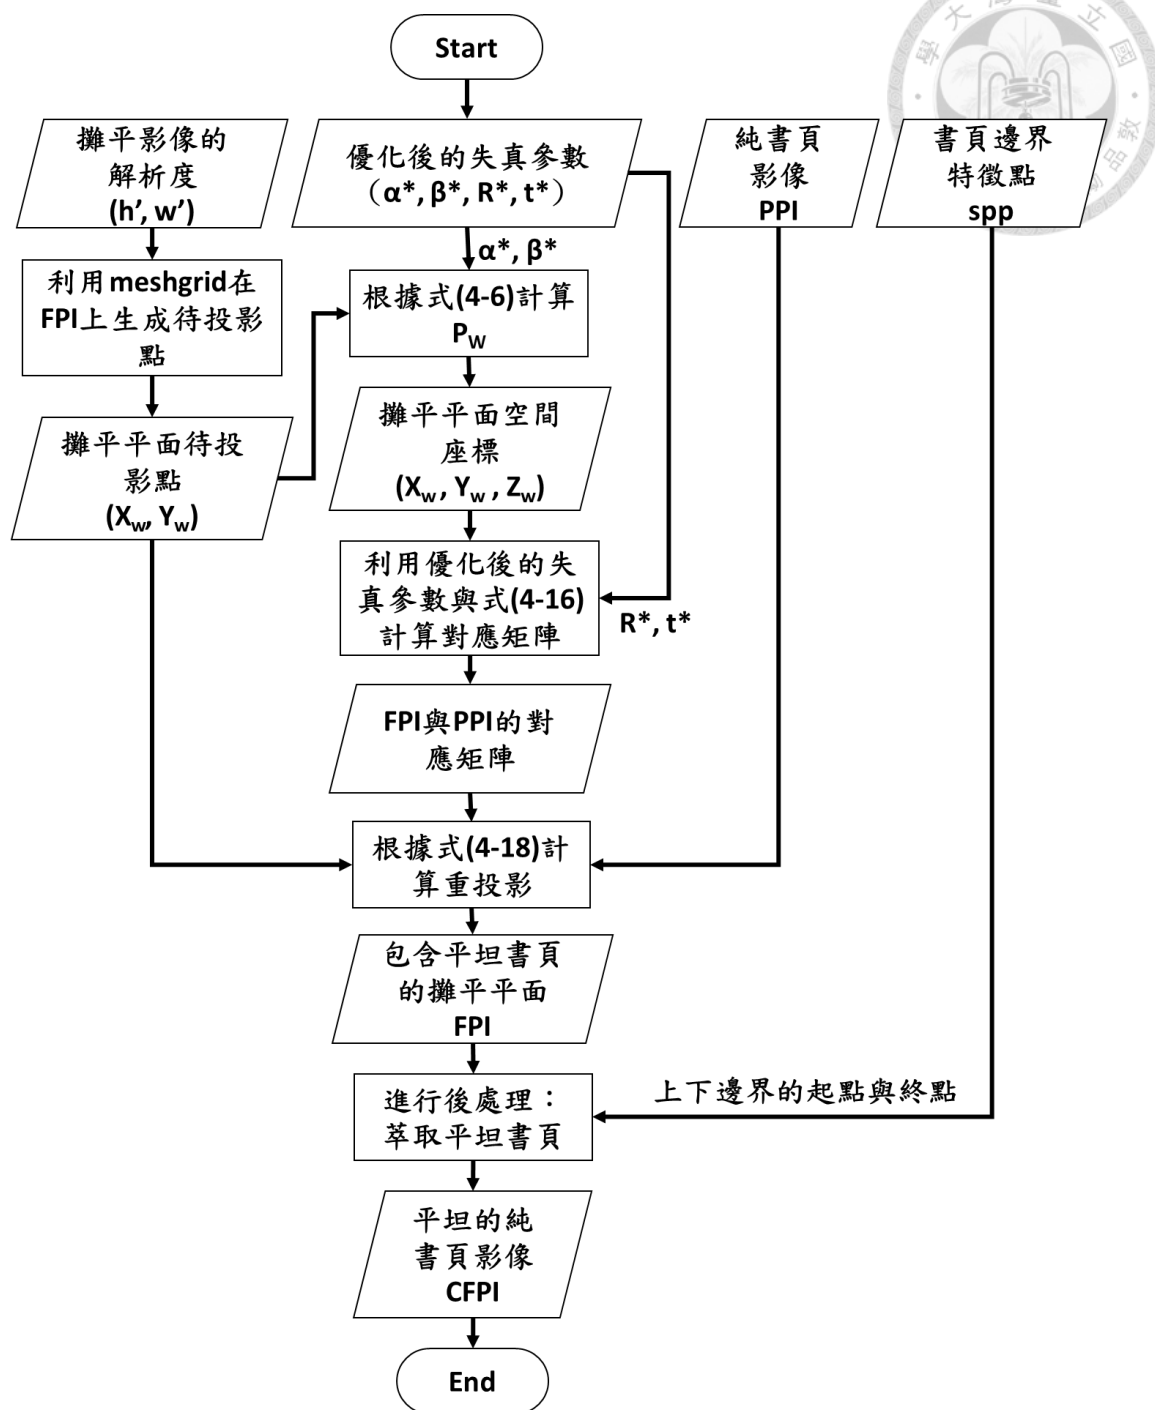 Start
攤平影像的
解析度
(h’, w’)
優化後的失真參數
（α*, β*, R*, t*）
純書頁
影像
PPI
書頁邊界
特徵點
spp
α*, β*
利用meshgrid在
FPI上生成待投影
點
根據式(4-6)計算
P_W
攤平平面待投
影點
(X_w, Y_w)
攤平平面空間
座標
(X_w, Y_w, Z_w)
利用優化後的失
真參數與式(4-16)
計算對應矩陣
R*, t*
FPI與PPI的對
應矩陣
根據式(4-18)計
算重投影
包含平坦書頁
的攤平平面
FPI
進行後處理：
萃取平坦書頁
上下邊界的起點與終點
平坦的純
書頁影像
CFPI
End